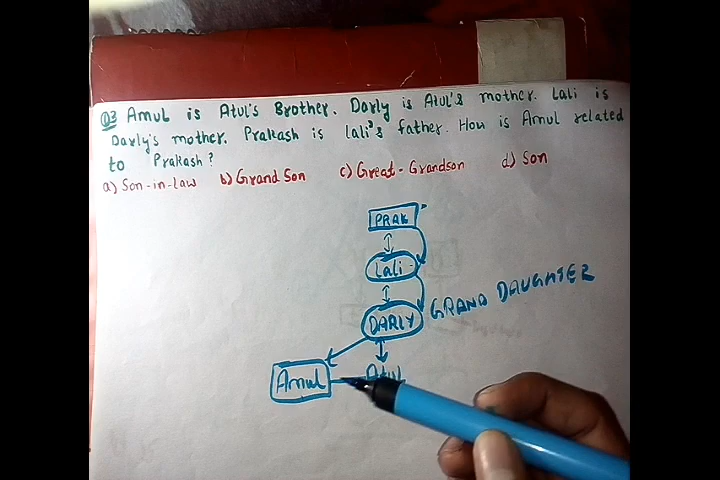 Q3 Amul is Atul's Brother. Darly is Atul's mother. Lali is
Darly's mother. Prakash is lali's father. How is Amul related
to Prakash?
a) Son-in-law b) Grand Son c) Great-Grandson d) Son
PRAK
Lali
DARLY GRAND DAUGHTER
Amul Atul